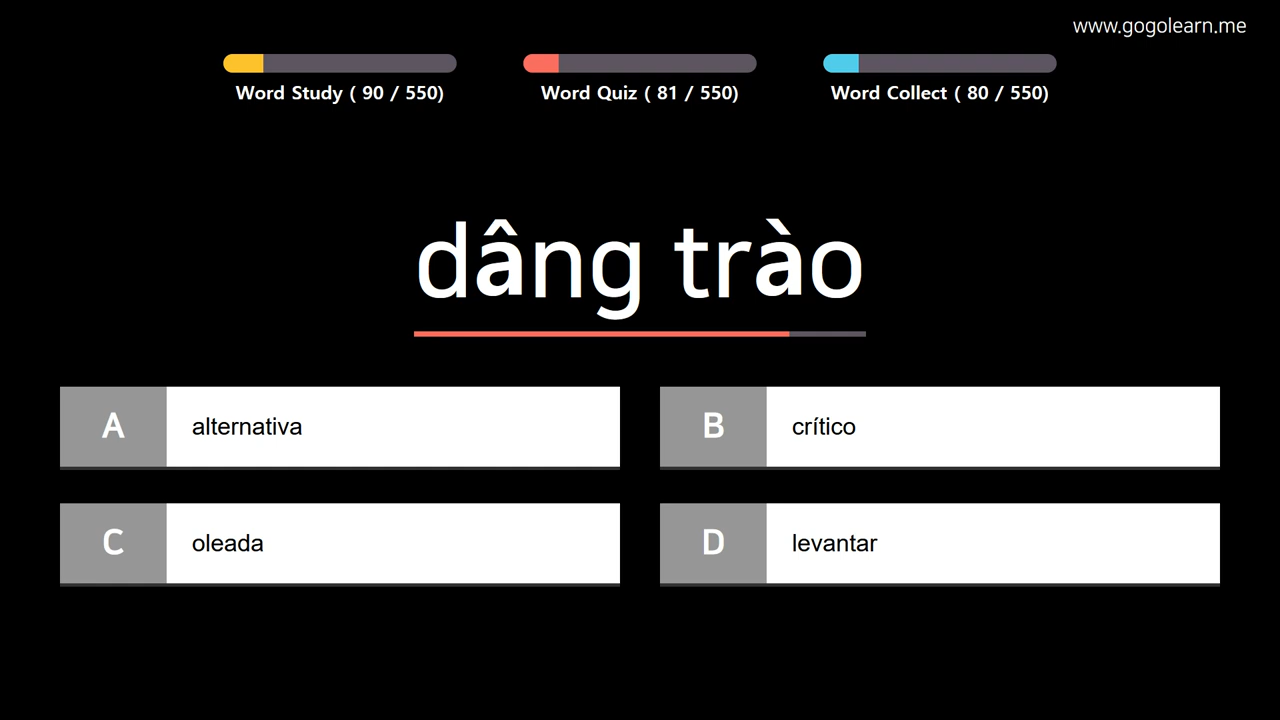 www.gogolearn.me
Word Study ( 90 / 550)
Word Quiz ( 81 / 550)
Word Collect ( 80 / 550)
dâng trào
A
alternativa
B
crítico
C
oleada
D
levantar